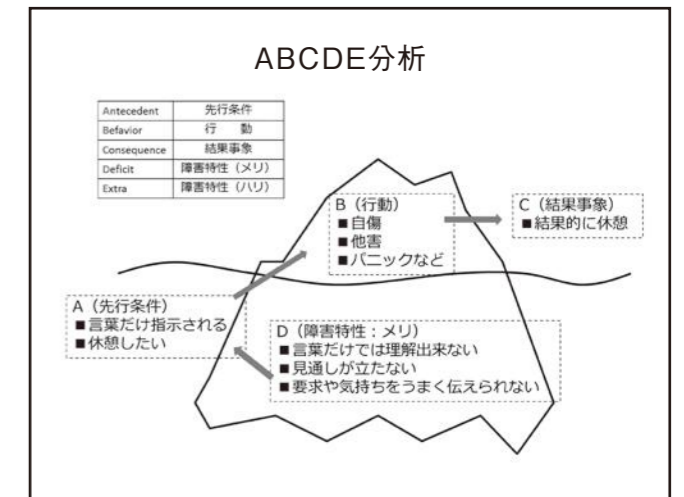 ABCDE分析
Antecedent 先行条件
Befavior 行　動
Consequence 結果事象
Deficit 障害特性（メリ）
Extra 障害特性（ハリ）
B（行動）
■自傷
■他害
■パニックなど
C（結果事象）
■結果的に休憩
A（先行条件）
■言葉だけ指示される
■休憩したい
D（障害特性：メリ）
■言葉だけでは理解出来ない
■見通しが立たない
■要求や気持ちをうまく伝えられない